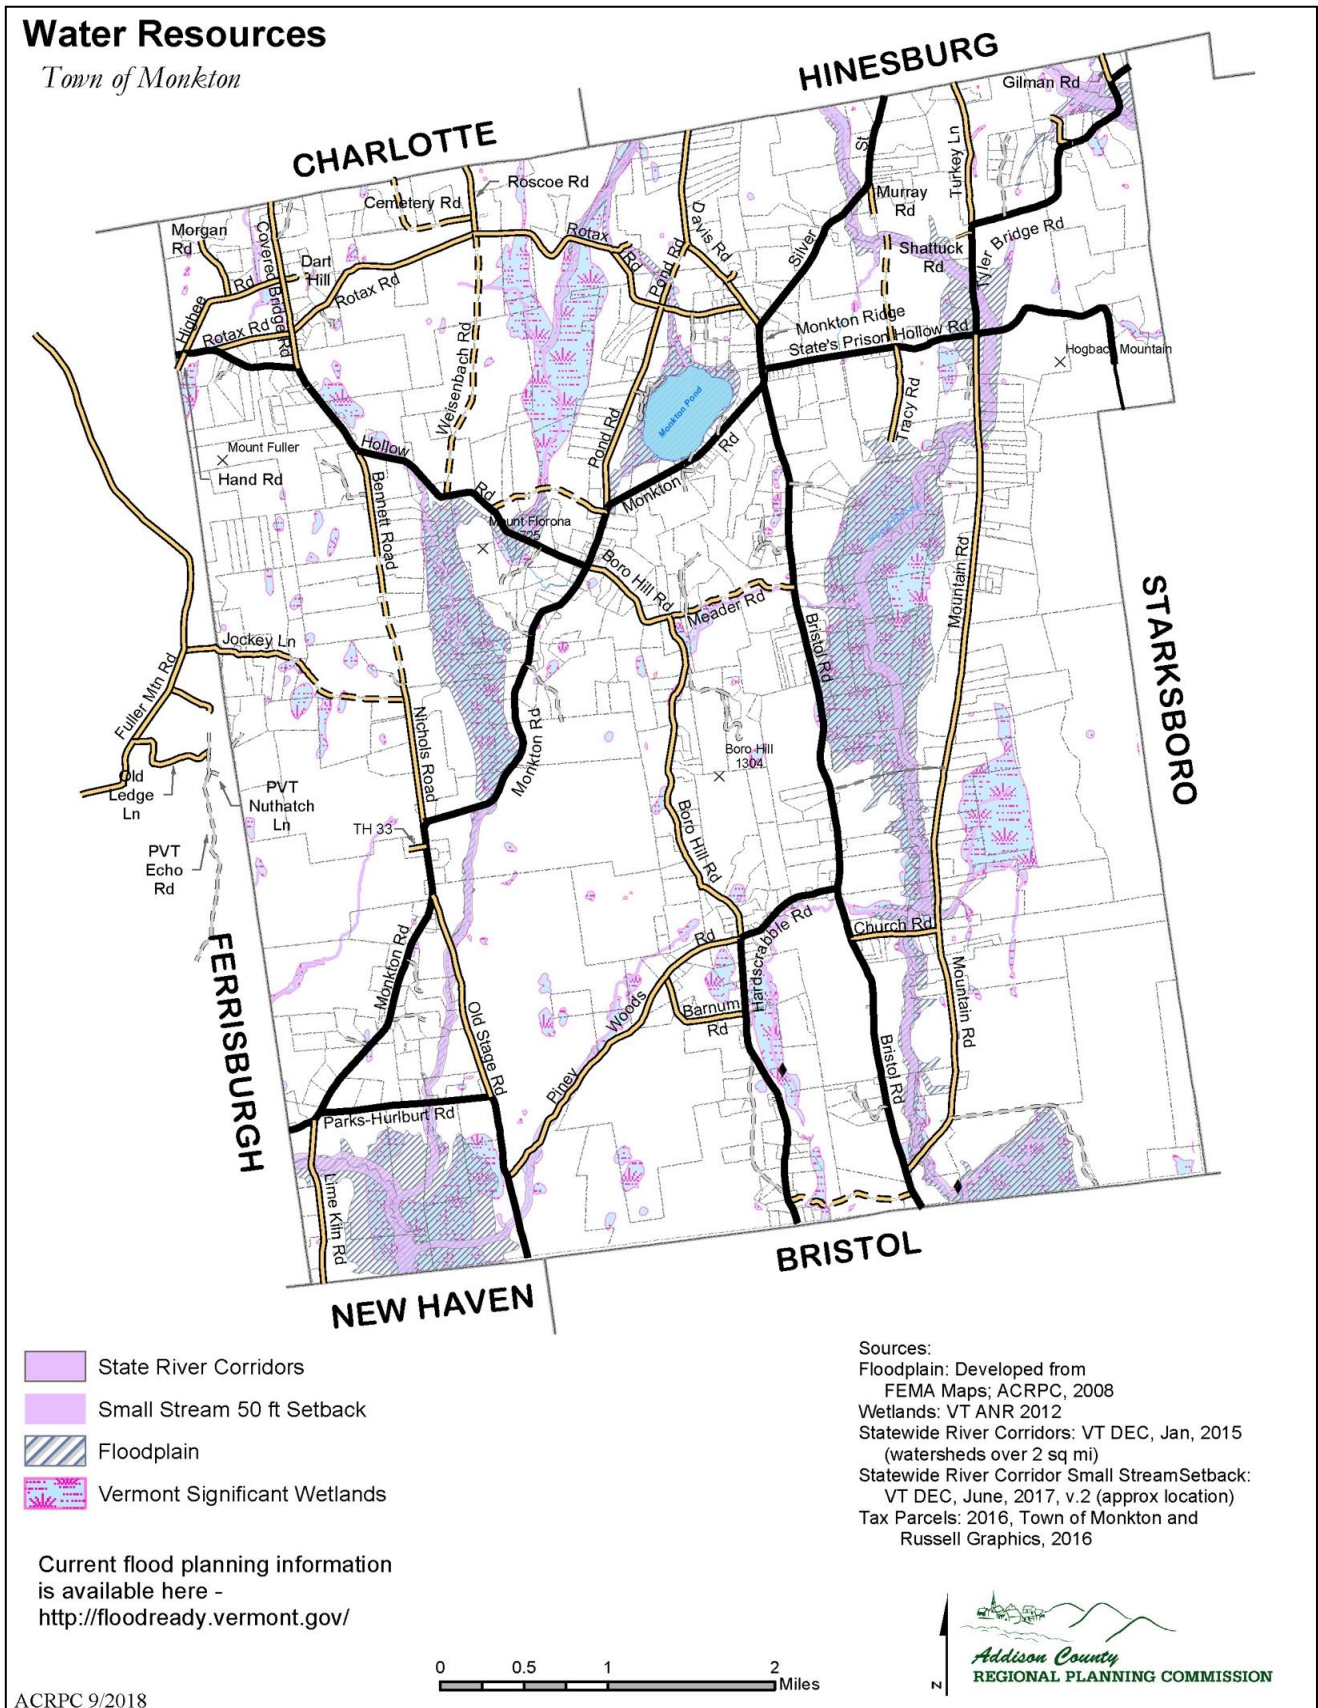 Water Resources
Town of Monkton
HINESBURG
CHARLOTTE
Gilman Rd
Roscoe Rd
Cemetery Rd
St
Turkey Ln
Murray
Rd
Morgan
Rd
Covered Bridge Rd
Dart
Hill
Rd
Rotax
Rd
Davis Rd
Silver
Shattuck
Rd
Tyler
Bridge Rd
Higbee
Rotax Rd
Rotax Rd
Pond Rd
Monkton Ridge
State's Prison Hollow Rd
Hogback Mountain
Weisenbach Rd
Monkton Pond
Tracy Rd
Mount Fuller
Hand Rd
Hollow
Rd
Pond Rd
Monkton
Rd
Bennett Road
Mount Florona
Boro Hill Rd
Meader Rd
Mountain Rd
Bristol Rd
STARKSBORO
Jockey Ln
Fuller Mtn Rd
Nichols Road
Monkton Rd
Boro Hill
1304
Old
Ledge
Ln
PVT
Nuthatch
Ln
TH 33
PVT
Echo
Rd
Boro Hill Rd
Hardscrabble Rd
Church Rd
FERRISBURGH
Monkton Rd
Old Stage Rd
Piney
Woods
Rd
Barnum
Rd
Mountain Rd
Bristol Rd
Parks-Hurlburt Rd
Lime Kiln Rd
BRISTOL
NEW HAVEN
State River Corridors
Small Stream 50 ft Setback
Floodplain
Vermont Significant Wetlands
Sources:
Floodplain: Developed from
FEMA Maps; ACRPC, 2008
Wetlands: VT ANR 2012
Statewide River Corridors: VT DEC, Jan, 2015
(watersheds over 2 sq mi)
Statewide River Corridor Small StreamSetback:
VT DEC, June, 2017, v.2 (approx location)
Tax Parcels: 2016, Town of Monkton and
Russell Graphics, 2016
Current flood planning information
is available here -
http://floodready.vermont.gov/
0 0.5 1 2
Miles
N
Addison County
REGIONAL PLANNING COMMISSION
ACRPC 9/2018